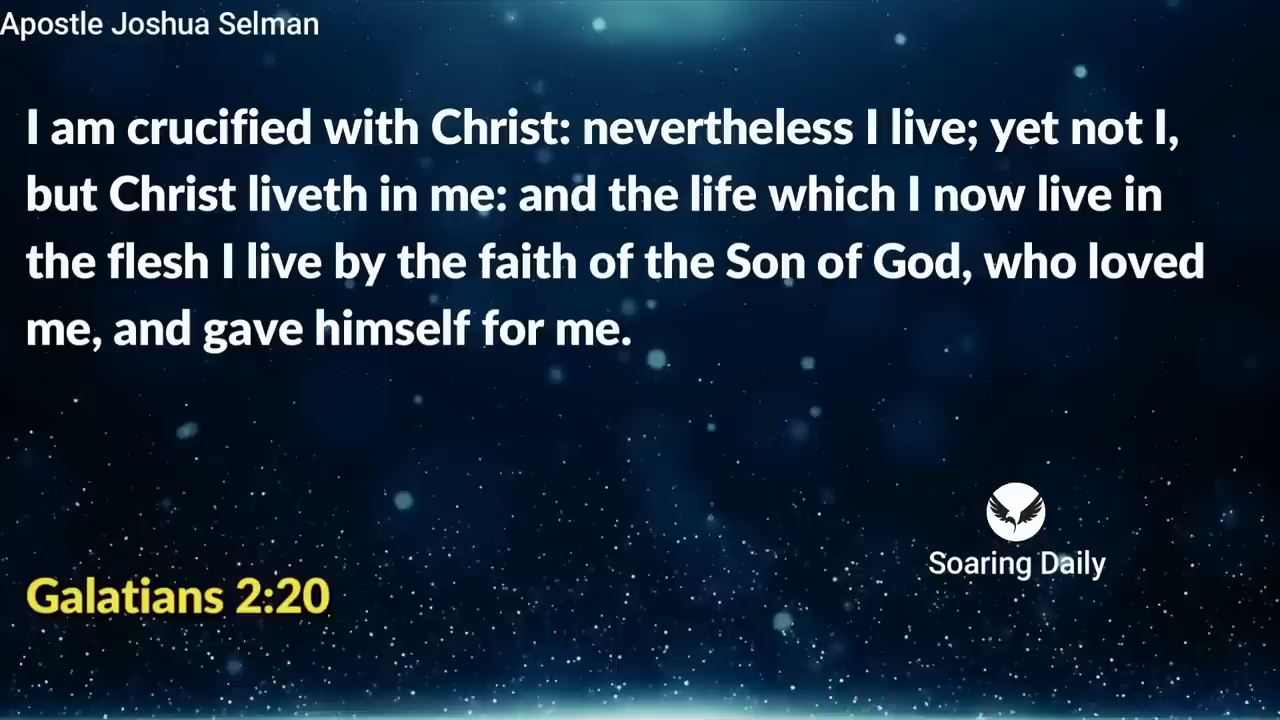 Apostle Joshua Selman
I am crucified with Christ: nevertheless I live; yet not I,
but Christ liveth in me: and the life which I now live in
the flesh I live by the faith of the Son of God, who loved
me, and gave himself for me.
Soaring Daily
Galatians 2:20